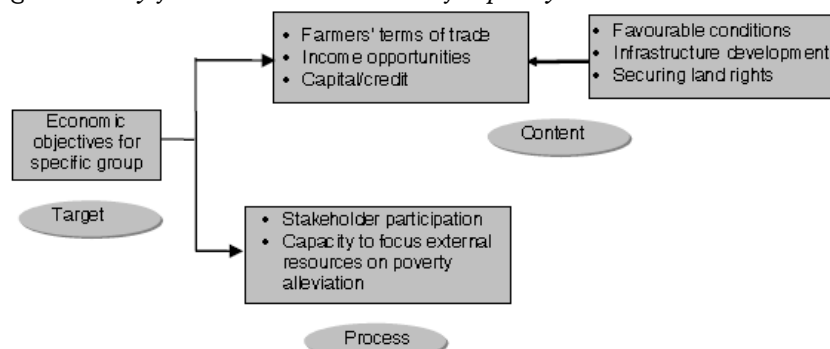 • Farmers' terms of trade
• Income opportunities
• Capital/credit
• Favourable conditions
• Infrastructure development
• Securing land rights
Content
Economic
objectives for
specific group
Target
• Stakeholder participation
• Capacity to focus external
resources on poverty
alleviation
Process